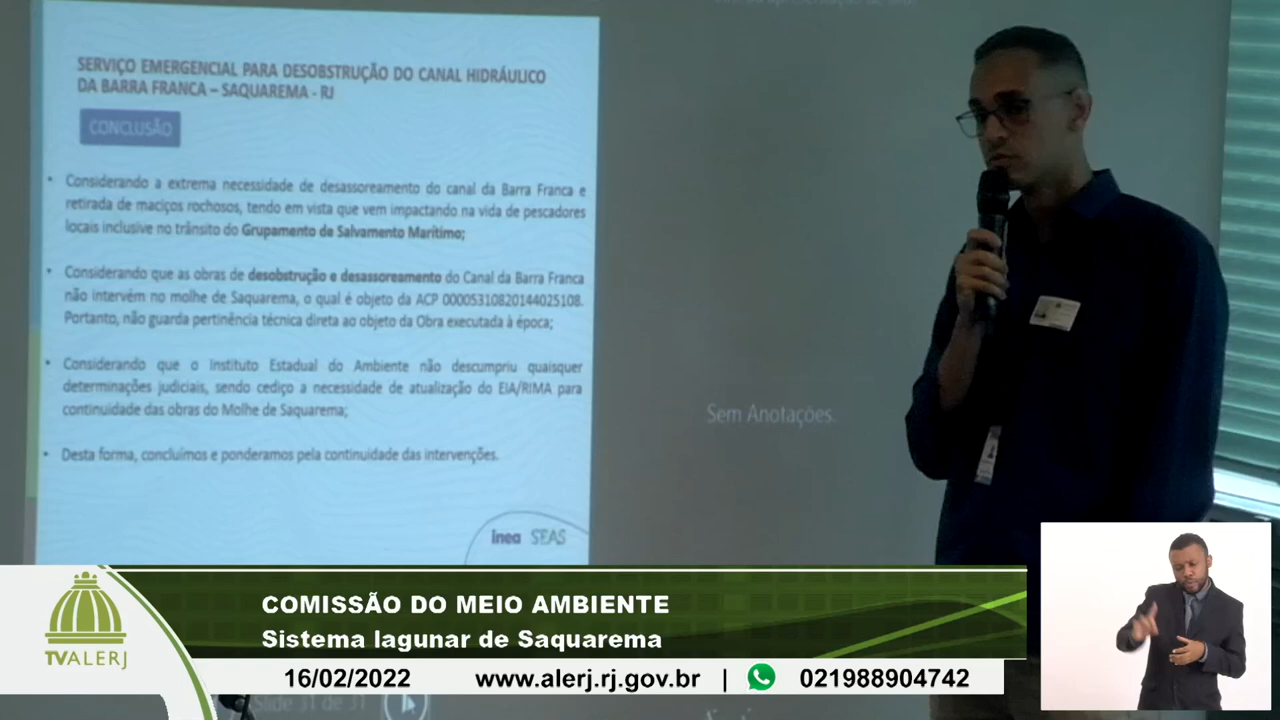 SERVIÇO EMERGENCIAL PARA DESOBSTRUÇÃO DO CANAL HIDRÁULICO
DA BARRA FRANCA – SAQUAREMA - RJ
CONCLUSÃO
• Considerando a extrema necessidade de desassoreamento do canal da Barra Franca e
retirada de maciços rochosos, tendo em vista que vem impactando na vida de pescadores
locais inclusive no trânsito do Grupamento de Salvamento Marítimo;
• Considerando que as obras de desobstrução e desassoreamento do Canal da Barra Franca
não intervém no molhe de Saquarema, o qual é objeto da ACP 00005310820144025108.
Portanto, não guarda pertinência técnica direta ao objeto da Obra executada à época;
• Considerando que o Instituto Estadual do Ambiente não descumpriu quaisquer
determinações judiciais, sendo cediço a necessidade de atualização do EIA/RIMA para
continuidade das obras do Molhe de Saquarema;
• Desta forma, concluímos e ponderamos pela continuidade das intervenções.
inea SEAS
Sem Anotações.
COMISSÃO DO MEIO AMBIENTE
Sistema lagunar de Saquarema
TVALERJ
16/02/2022 www.alerj.rj.gov.br | 021988904742
Slide 31 de 31